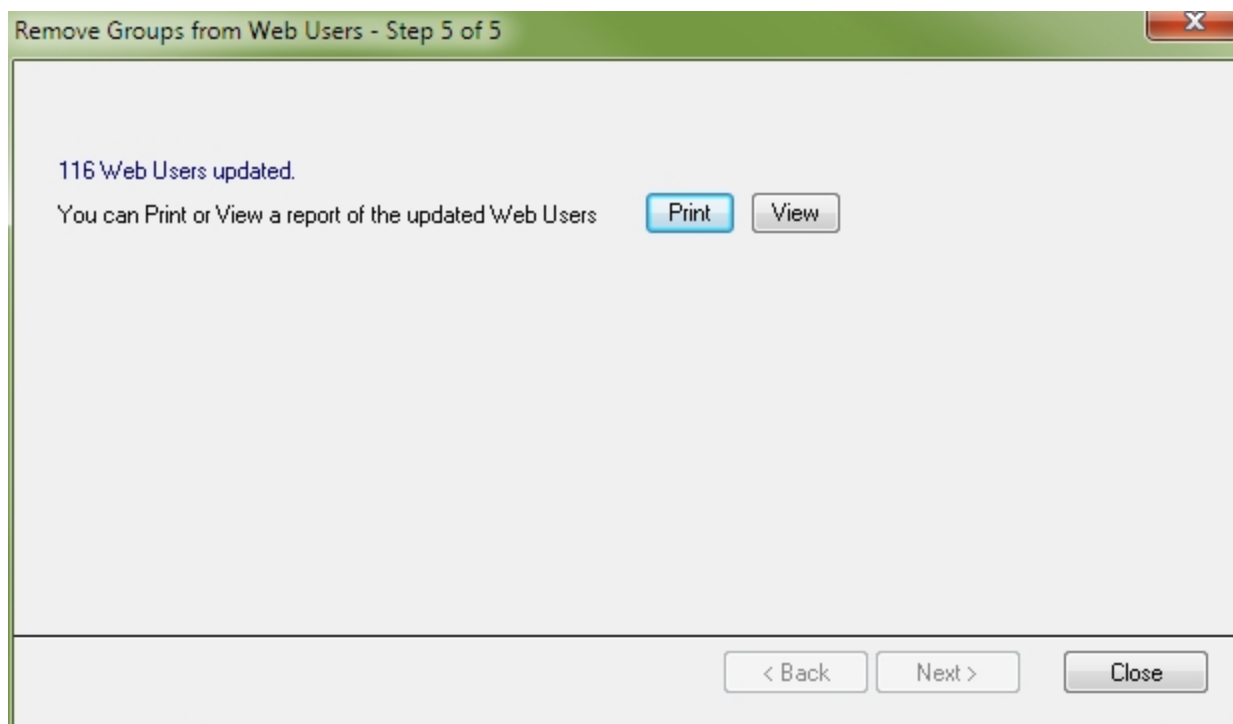 Remove Groups from Web Users - Step 5 of 5
116 Web Users updated.
You can Print or View a report of the updated Web Users Print View
< Back Next > Close